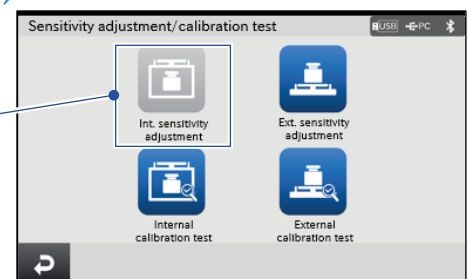 Sensitivity adjustment/calibration test
USB PC
Int. sensitivity
adjustment
Ext. sensitivity
adjustment
Internal
calibration test
External
calibration test